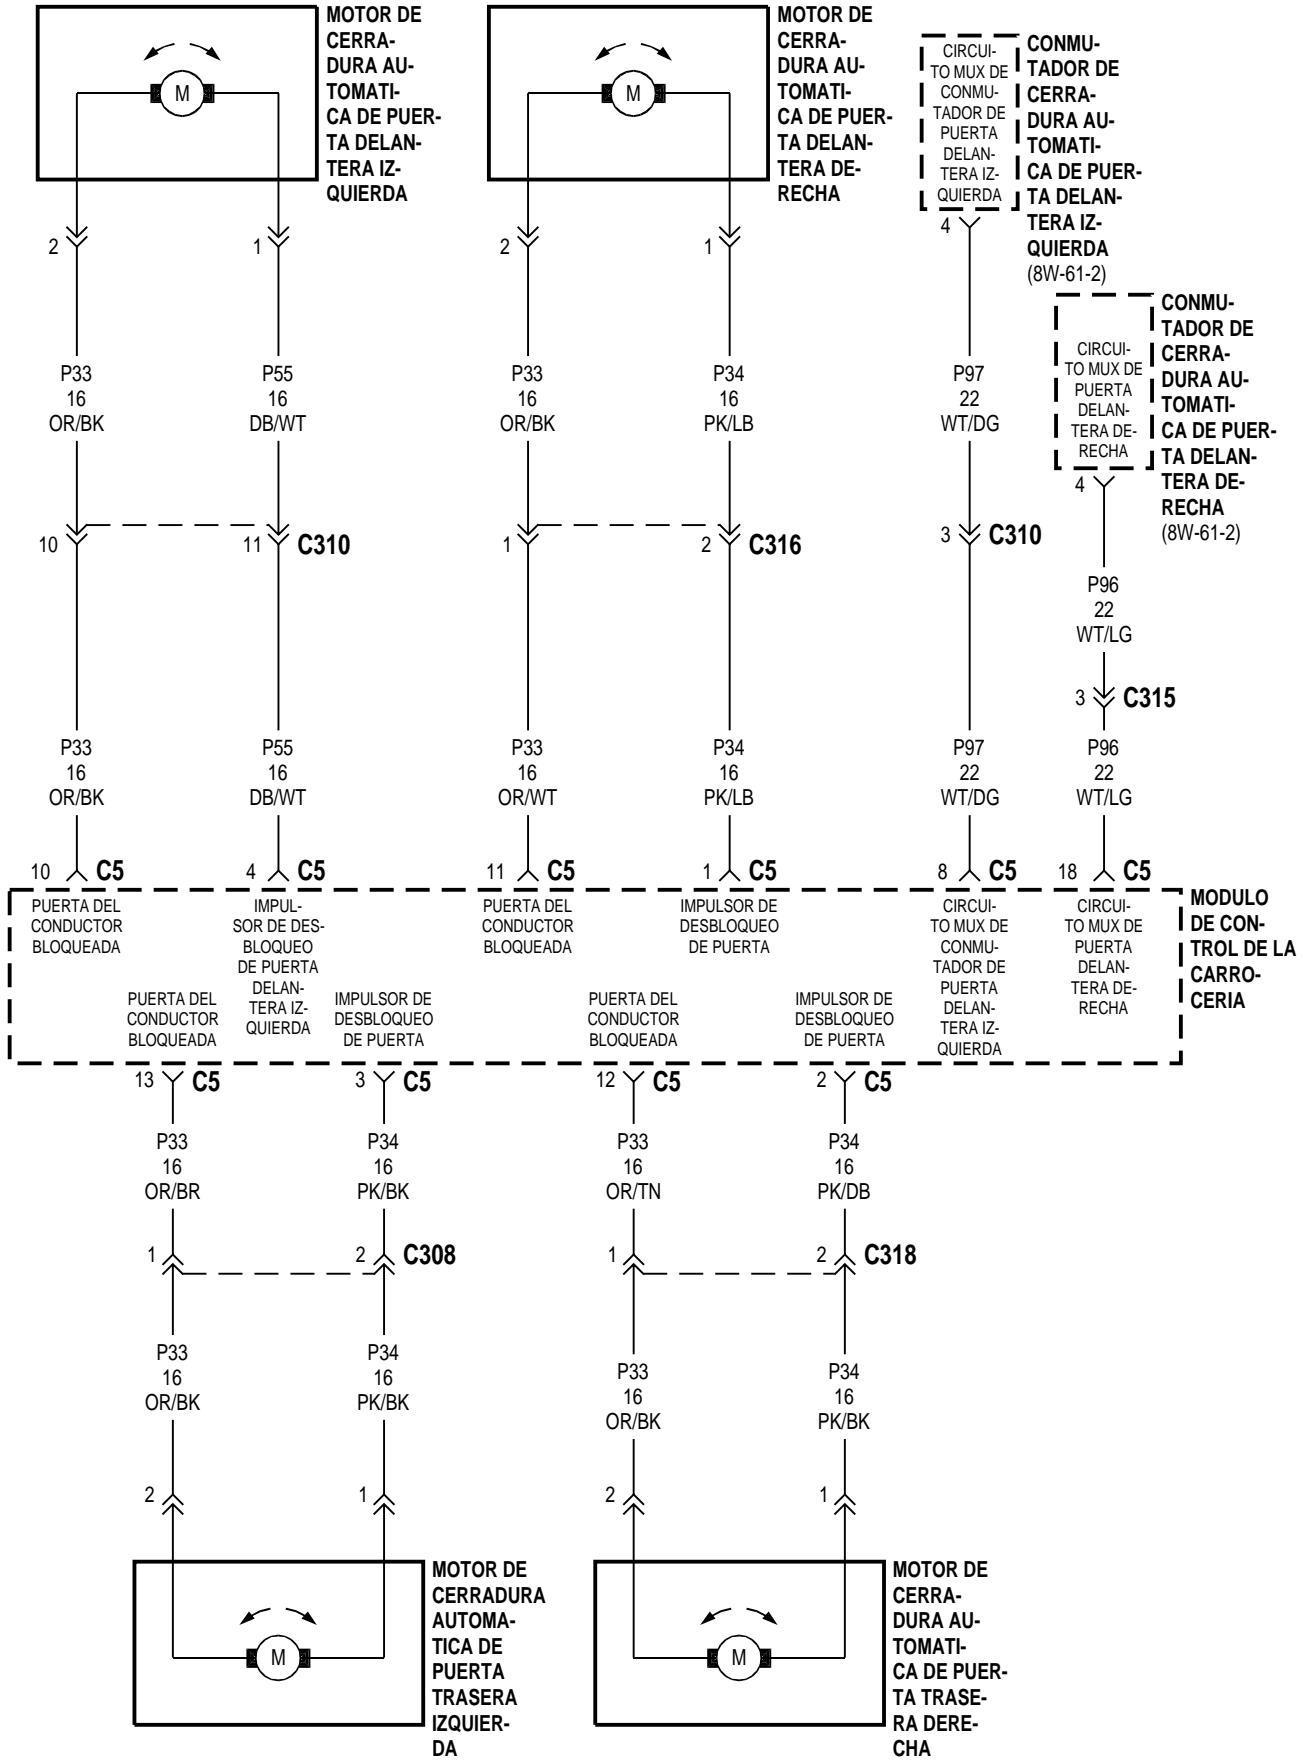 MOTOR DE
CERRA-
DURA AU-
TOMATI-
CA DE PUER-
TA DELAN-
TERA IZ-
QUIERDA
M
MOTOR DE
CERRA-
DURA AU-
TOMATI-
CA DE PUER-
TA DELAN-
TERA DE-
RECHA
M
CIRCUI-
TO MUX DE
CONMU-
TADOR DE
PUERTA
DELAN-
TERA IZ-
QUIERDA
CONMU-
TADOR DE
CERRA-
DURA AU-
TOMATI-
CA DE PUER-
TA DELAN-
TERA IZ-
QUIERDA
(8W-61-2)
CIRCUI-
TO MUX DE
PUERTA
DELAN-
TERA DE-
RECHA
CONMU-
TADOR DE
CERRA-
DURA AU-
TOMATI-
CA DE PUER-
TA DELAN-
TERA DE-
RECHA
(8W-61-2)
2
1
2
1
4
4
P33
16
OR/BK
P55
16
DB/WT
P33
16
OR/BK
P34
16
PK/LB
P97
22
WT/DG
10
11 C310
1
2 C316
3 C310
P96
22
WT/LG
3 C315
P33
16
OR/BK
P55
16
DB/WT
P33
16
OR/WT
P34
16
PK/LB
P97
22
WT/DG
P96
22
WT/LG
10 C5
4 C5
11 C5
1 C5
8 C5
18 C5
PUERTA DEL
CONDUCTOR
BLOQUEADA
IMPUL-
SOR DE DES-
BLOQUEO
DE PUERTA
DELAN-
TERA IZ-
QUIERDA
PUERTA DEL
CONDUCTOR
BLOQUEADA
IMPULSOR DE
DESBLOQUEO
DE PUERTA
CIRCUI-
TO MUX DE
CONMU-
TADOR DE
PUERTA
DELAN-
TERA IZ-
QUIERDA
CIRCUI-
TO MUX DE
PUERTA
DELAN-
TERA DE-
RECHA
MODULO
DE CON-
TROL DE LA
CARRO-
CERIA
PUERTA DEL
CONDUCTOR
BLOQUEADA
IMPULSOR DE
DESBLOQUEO
DE PUERTA
PUERTA DEL
CONDUCTOR
BLOQUEADA
IMPULSOR DE
DESBLOQUEO
DE PUERTA
13 C5
3 C5
12 C5
2 C5
P33
16
OR/BR
P34
16
PK/BK
P33
16
OR/TN
P34
16
PK/DB
1
2 C308
1
2 C318
P33
16
OR/BK
P34
16
PK/BK
P33
16
OR/BK
P34
16
PK/BK
2
1
2
1
M
MOTOR DE
CERRADURA
AUTOMA-
TICA DE
PUERTA
TRASERA
IZQUIER-
DA
M
MOTOR DE
CERRA-
DURA AU-
TOMATI-
CA DE PUER-
TA TRASE-
RA DERE-
CHA